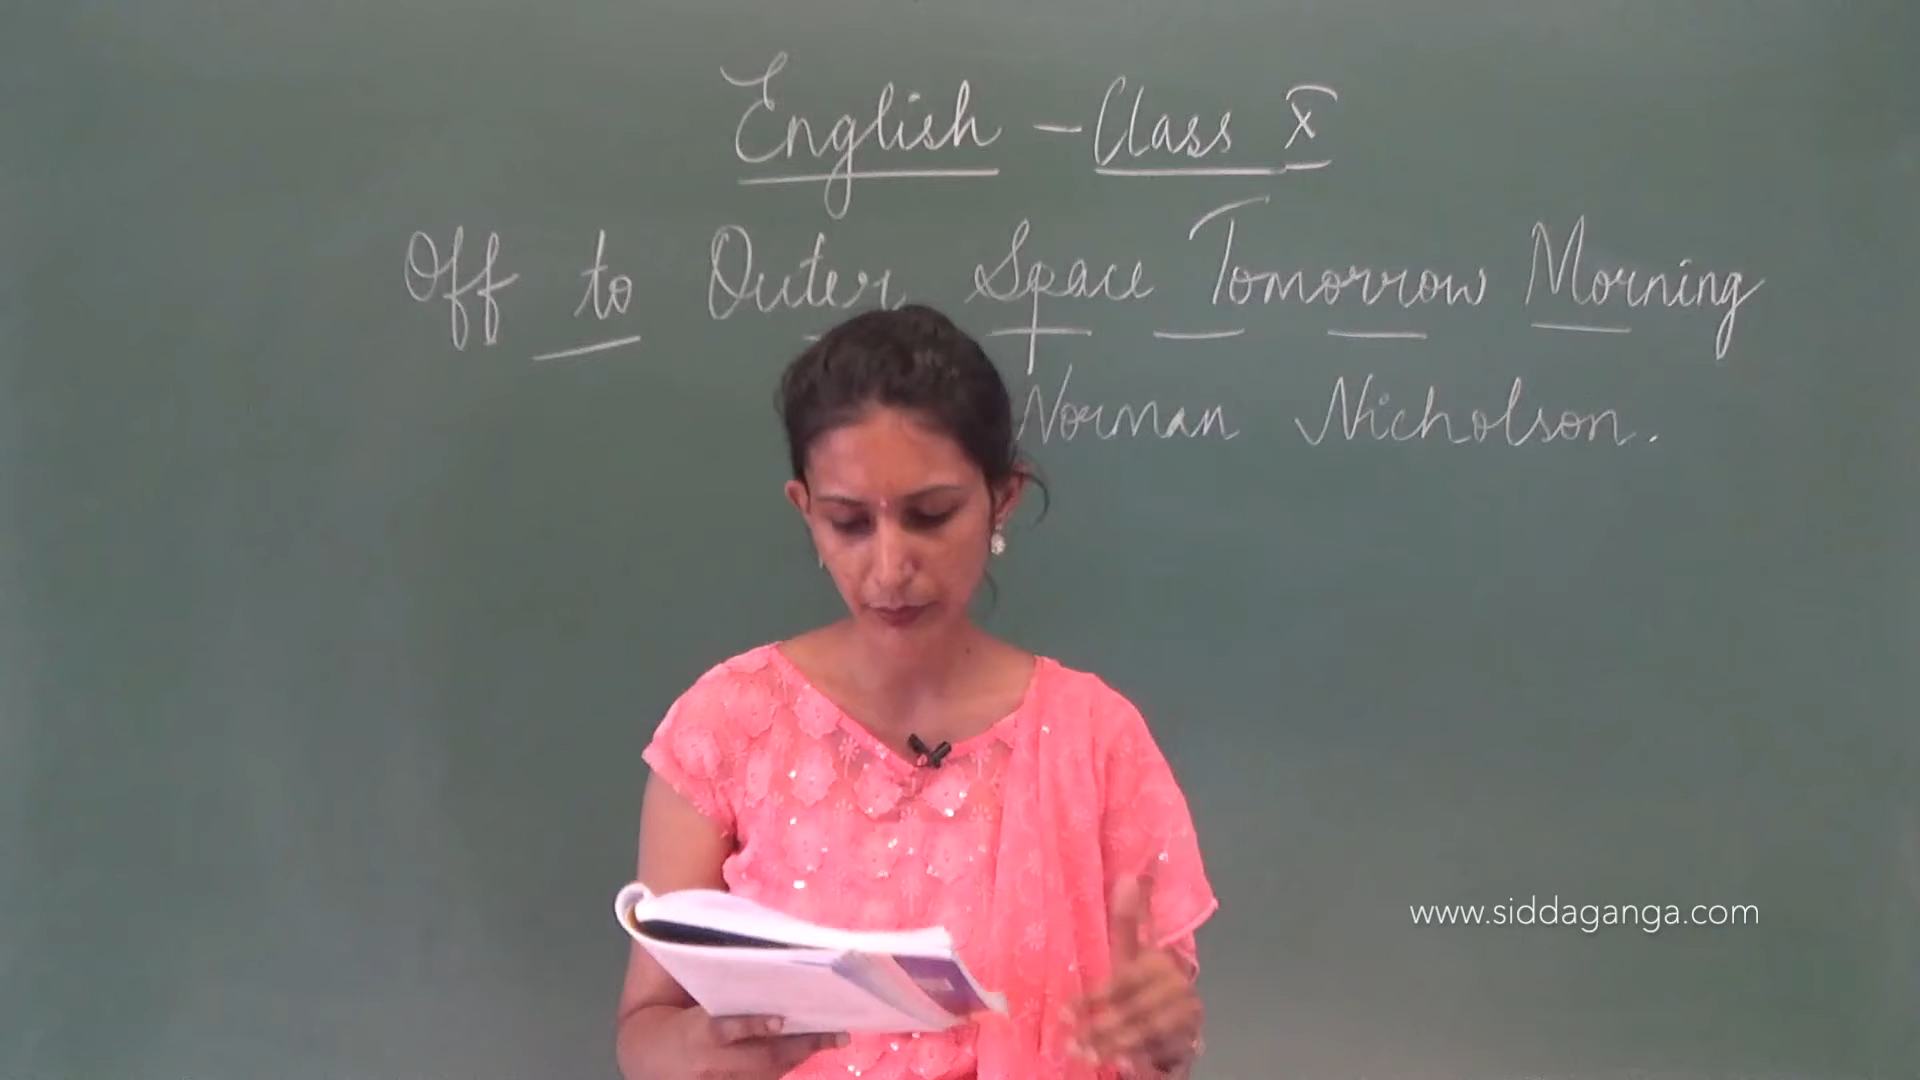 English - Class X
Off to Outer Space Tomorrow Morning
Norman Nicholson.
www.siddaganga.com